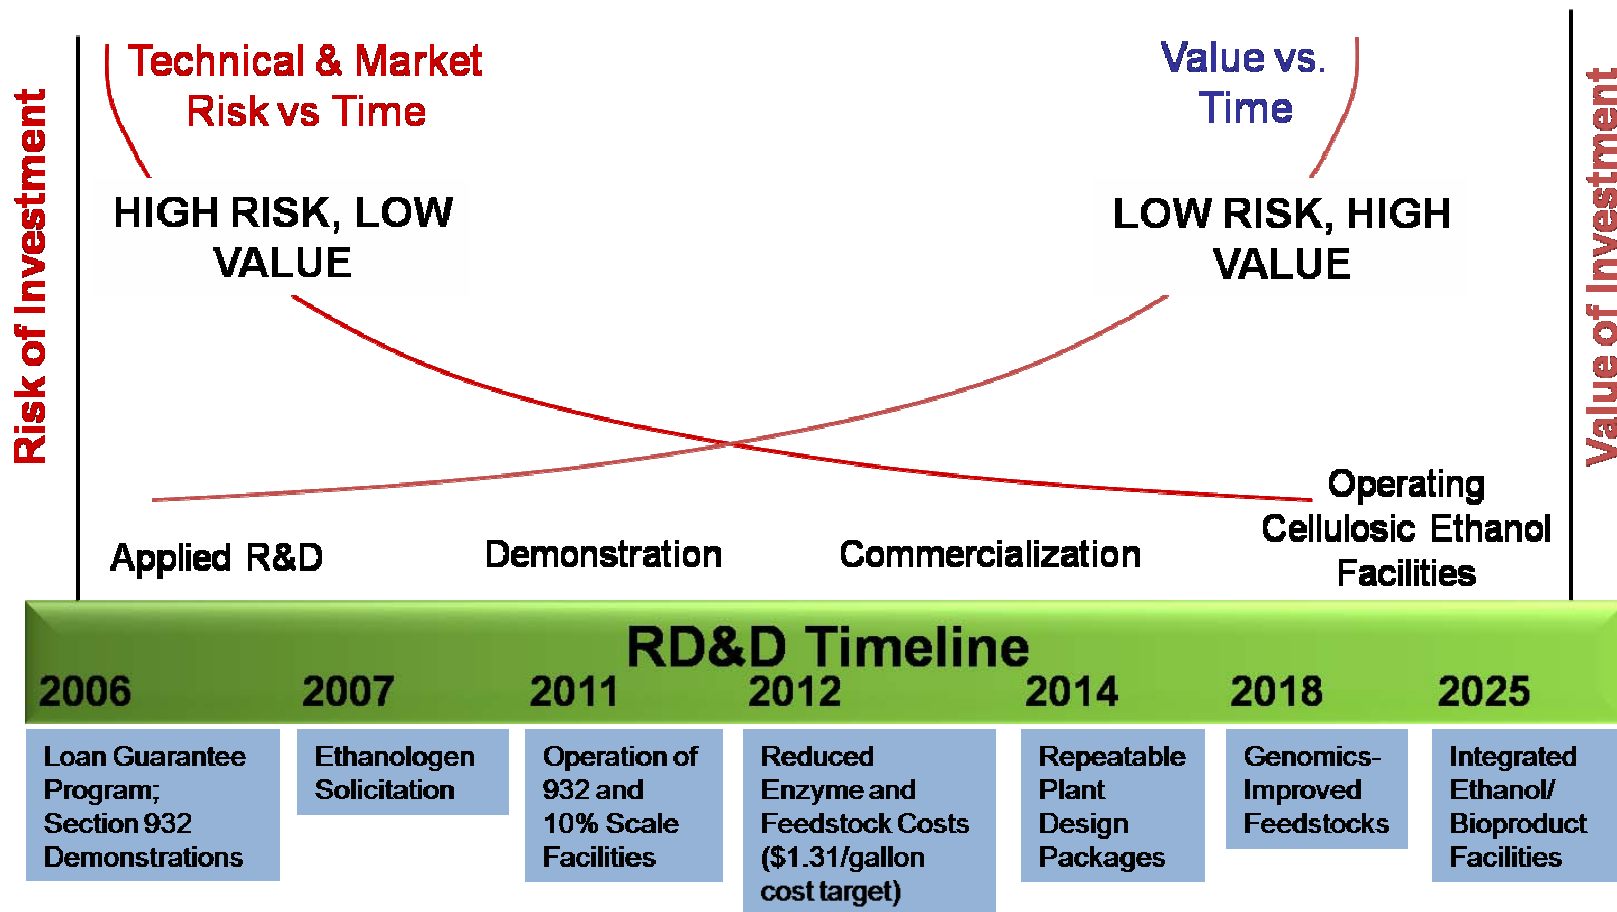 Technical & Market
Risk vs Time
Value vs.
Time
Risk of Investment
Value of Investment
HIGH RISK, LOW
VALUE
LOW RISK, HIGH
VALUE
Applied R&D
Demonstration
Commercialization
Operating
Cellulosic Ethanol
Facilities
RD&D Timeline
2006
2007
2011
2012
2014
2018
2025
Loan Guarantee
Program;
Section 932
Demonstrations
Ethanologen
Solicitation
Operation of
932 and
10% Scale
Facilities
Reduced
Enzyme and
Feedstock Costs
($1.31/gallon
cost target)
Repeatable
Plant
Design
Packages
Genomics-
Improved
Feedstocks
Integrated
Ethanol/
Bioproduct
Facilities